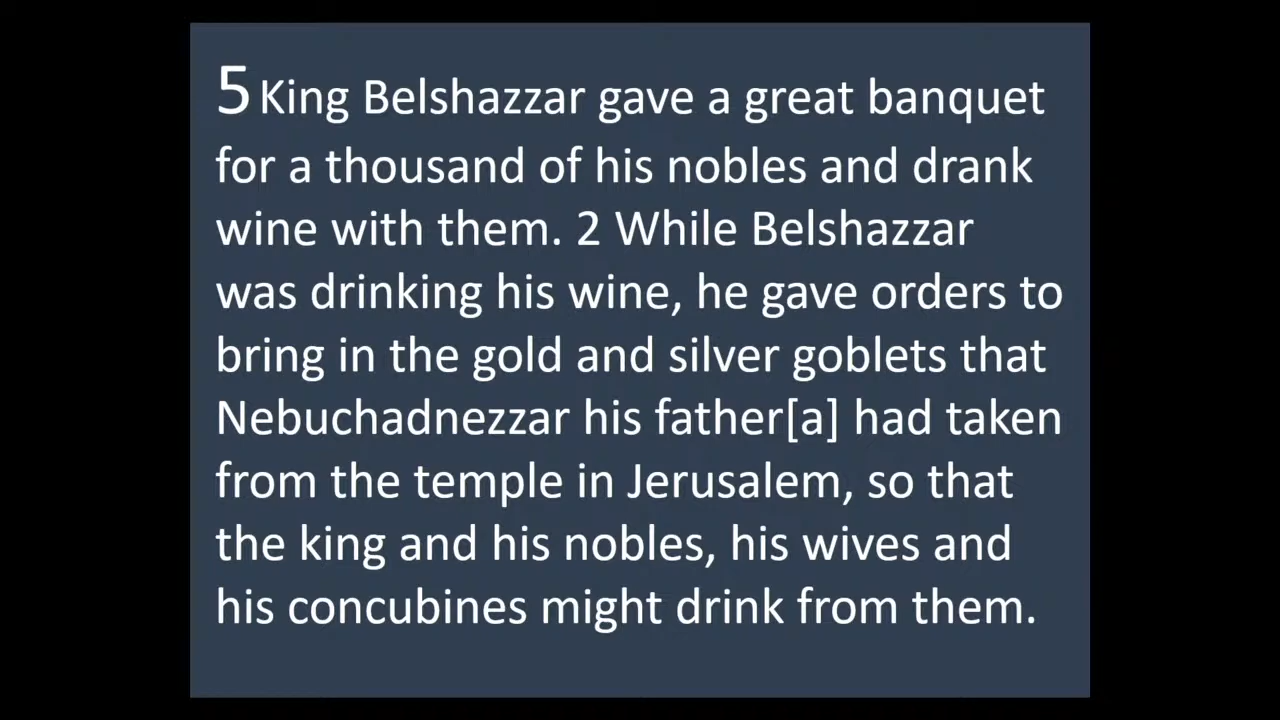 5 King Belshazzar gave a great banquet
for a thousand of his nobles and drank
wine with them. 2 While Belshazzar
was drinking his wine, he gave orders to
bring in the gold and silver goblets that
Nebuchadnezzar his father[a] had taken
from the temple in Jerusalem, so that
the king and his nobles, his wives and
his concubines might drink from them.